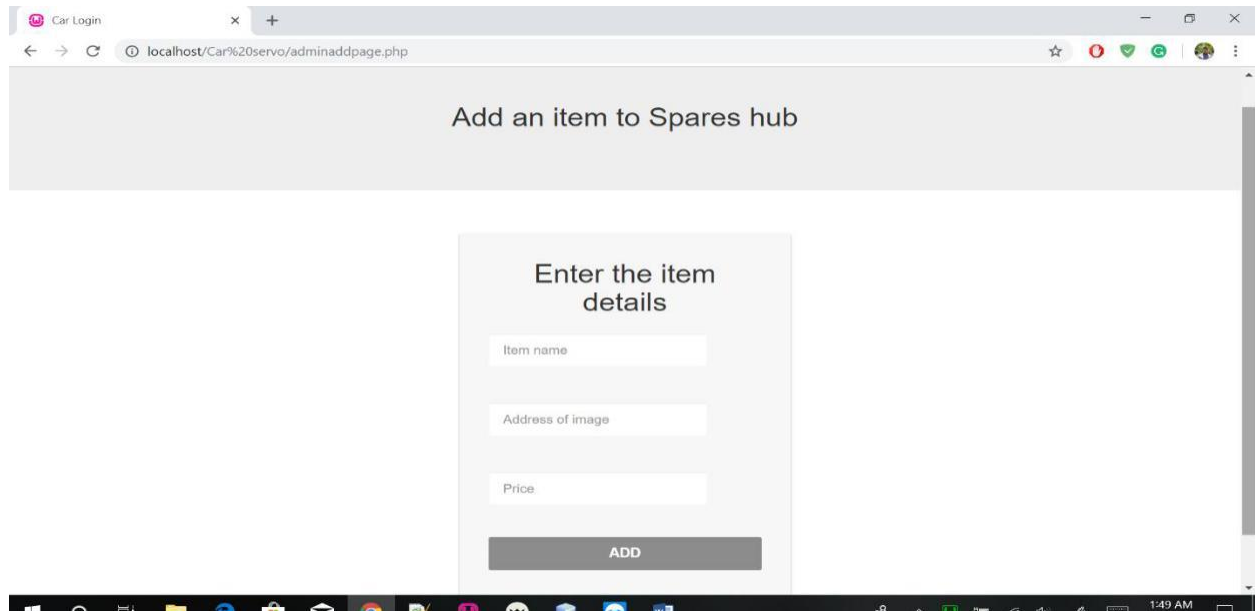 Car Login
localhost/Car%20servo/adminaddpage.php
Add an item to Spares hub
Enter the item
details
Item name
Address of image
Price
ADD
1:49 AM